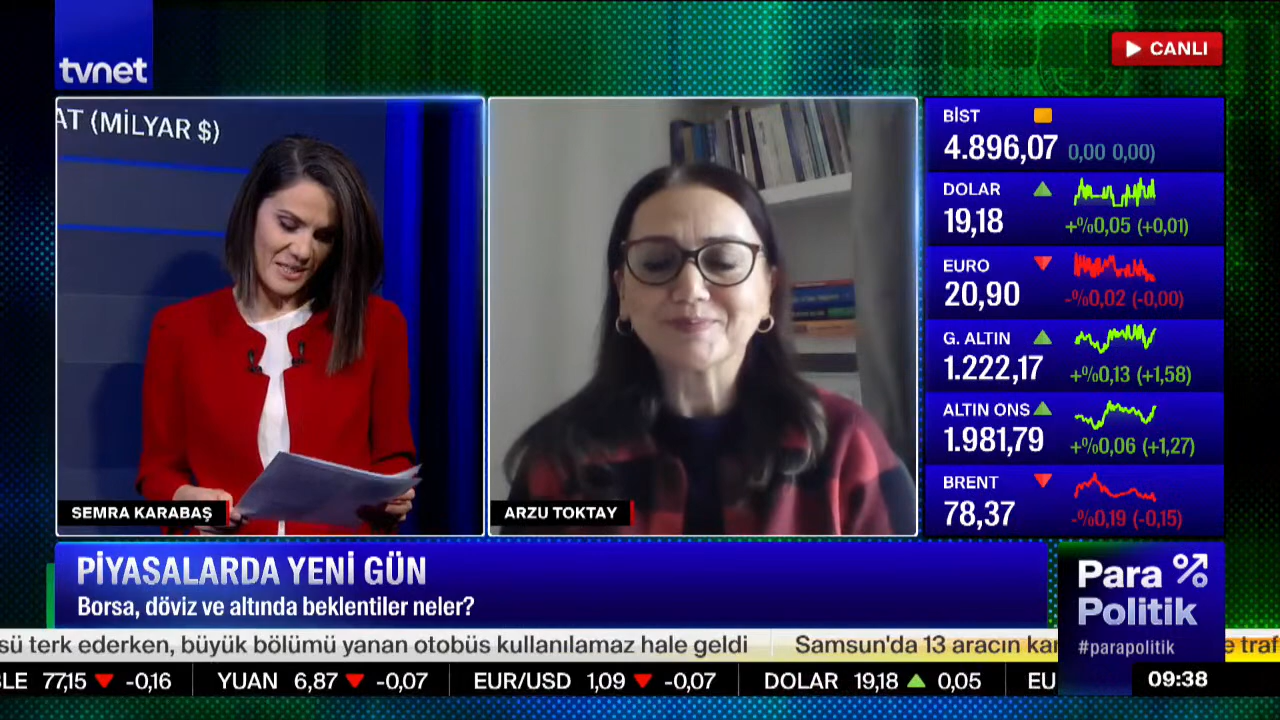 tvnet
CANLI
AT (MİLYAR $)
SEMRA KARABAŞ
ARZU TOKTAY
BİST
4.896,07 0,00 0,00)
DOLAR
19,18 +%0,05 (+0,01)
EURO
20,90 -%0,02 (-0,00)
G. ALTIN
1.222,17 +%0,13 (+1,58)
ALTIN ONS
1.981,79 +%0,06 (+1,27)
BRENT
78,37 -%0,19 (-0,15)
PİYASALARDA YENİ GÜN
Borsa, döviz ve altında beklentiler neler?
Para
Politik
#parapolitik
sü terk ederken, büyük bölümü yanan otobüs kullanılamaz hale geldi Samsun'da 13 aracın kar e traf
LE 77,15 -0,16 YUAN 6,87 -0,07 EUR/USD 1,09 -0,07 DOLAR 19,18 0,05 EU
09:38